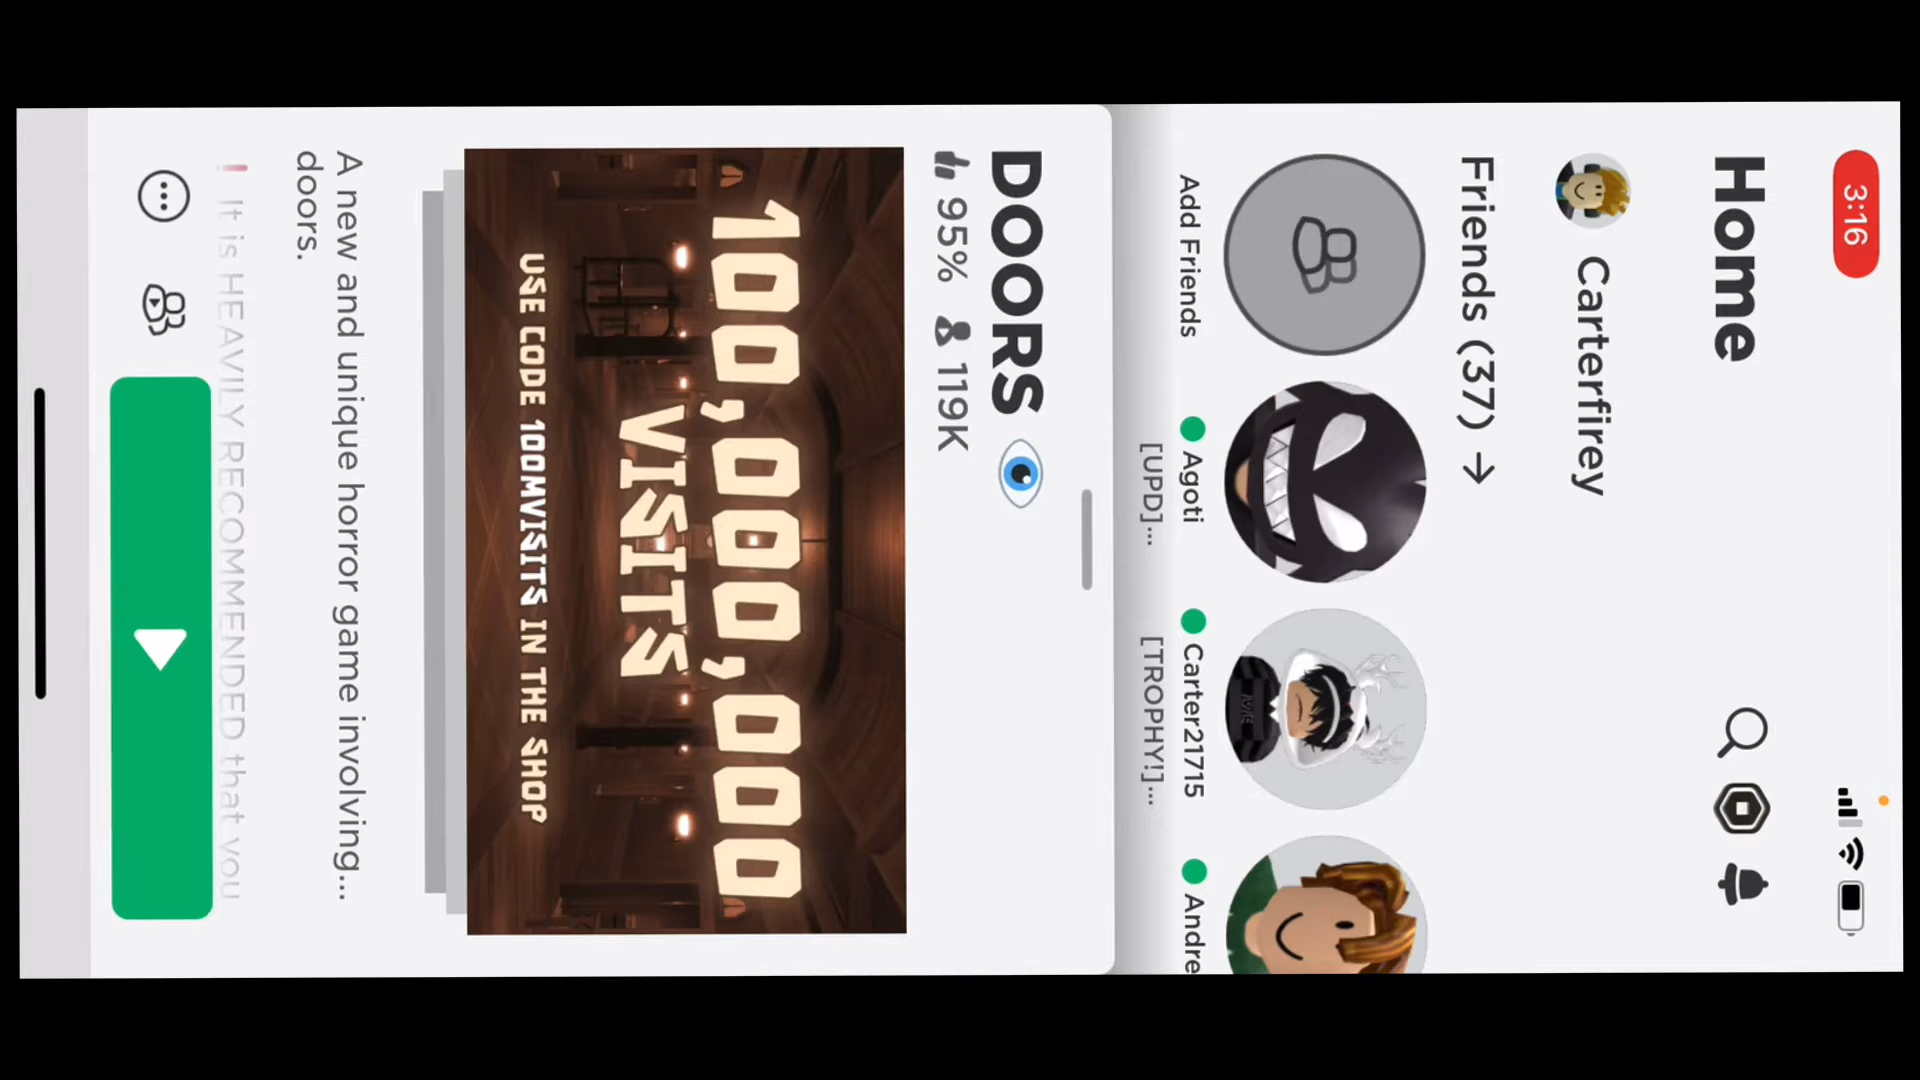 3:16
Home
Carterfirey
Friends (37)
Add Friends
Agoti
[UPD]...
Carter21715
[TROPHY!]...
Andre
DOORS
95% 119K
100,000,000
VISITS
USE CODE 100MVISITS IN THE SHOP
A new and unique horror game involving...
doors.
It is HEAVILY RECOMMENDED that you